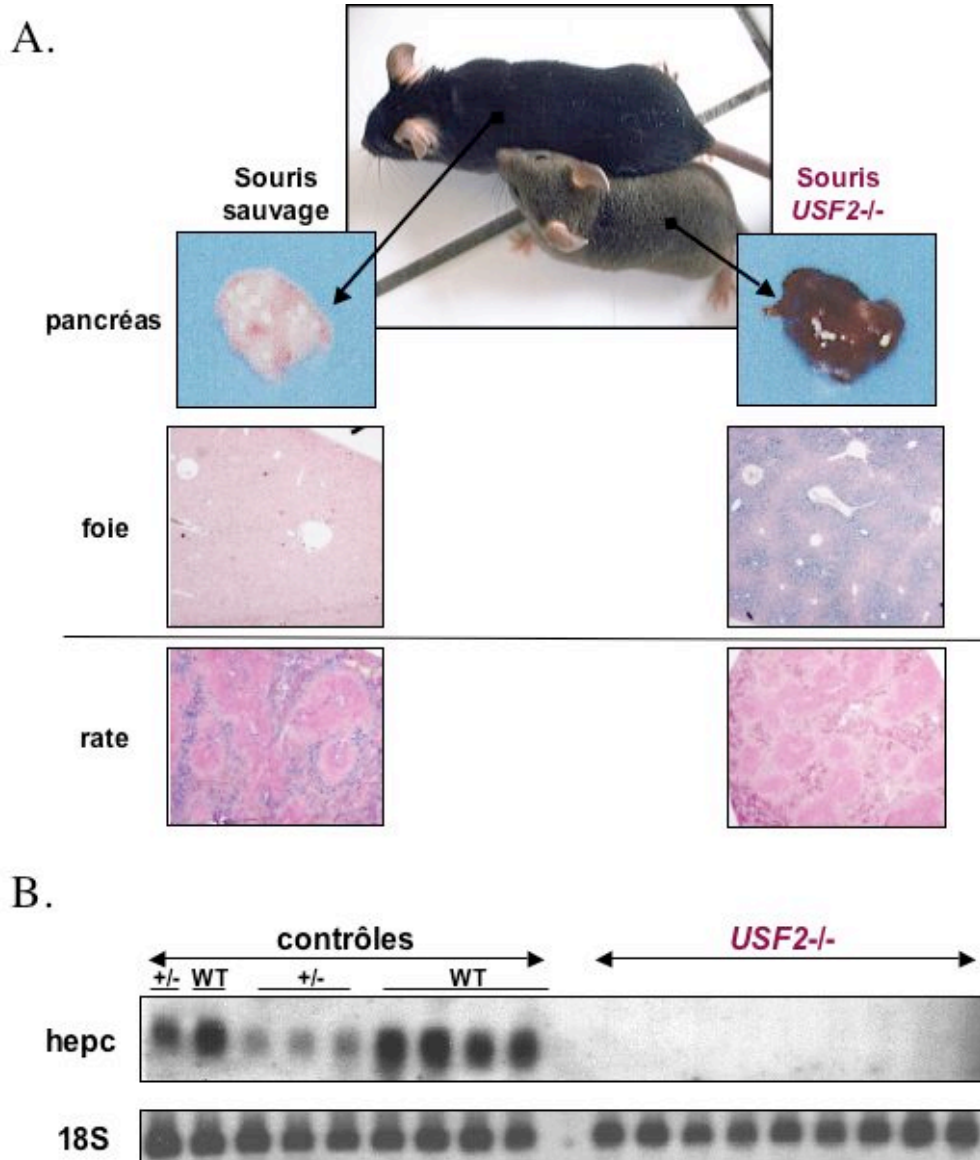 A.
Souris
sauvage
Souris
USF2-/-
pancréas
foie
rate
B.
contrôles
USF2-/-
+/- WT +/- WT
hepc
18S